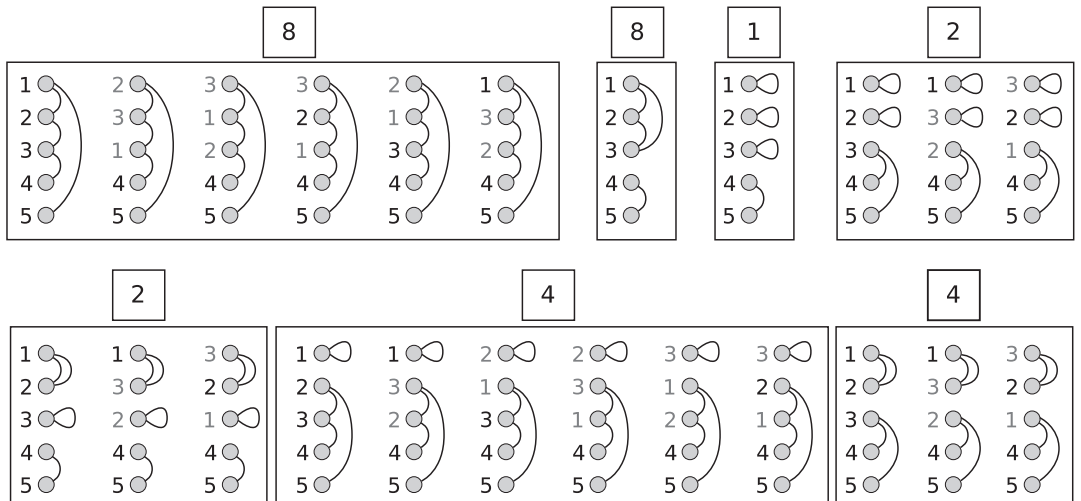 8 8 1 2
1 2 3 3 2 1 1 1 1 1 3
2 3 1 2 1 3 2 2 2 3 2
3 1 2 1 3 2 3 3 3 2 1
4 4 4 4 4 4 4 4 4 4 4
5 5 5 5 5 5 5 5 5 5 5
2 4 4
1 1 3 1 1 2 2 3 3 1 1 3
2 3 2 2 3 1 3 1 2 2 3 2
3 2 1 3 2 3 1 2 1 3 2 1
4 4 4 4 4 4 4 4 4 4 4 4
5 5 5 5 5 5 5 5 5 5 5 5